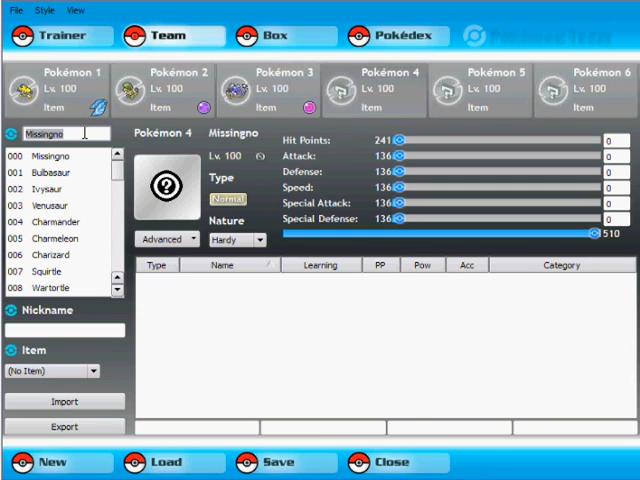 File Style View
Trainer Team Box Pokédex
Pokémon 1 Pokémon 2 Pokémon 3 Pokémon 4 Pokémon 5 Pokémon 6
Lv. 100 Lv. 100 Lv. 100 Lv. 100 Lv. 100 Lv. 100
Item Item Item Item Item Item
Missingno Pokémon 4 Missingno
Hit Points: 241 0
000 Missingno Lv. 100 Attack: 136 0
001 Bulbasaur Type Defense: 136 0
002 Ivysaur Normal Speed: 136 0
003 Venusaur Special Attack: 136 0
004 Charmander Nature Special Defense: 136 0
005 Charmeleon Advanced Hardy 510
006 Charizard
007 Squirtle
008 Wartortle
Type Name Learning PP Pow Acc Category
Nickname
Item
(No Item)
Import
Export
New Load Save Close